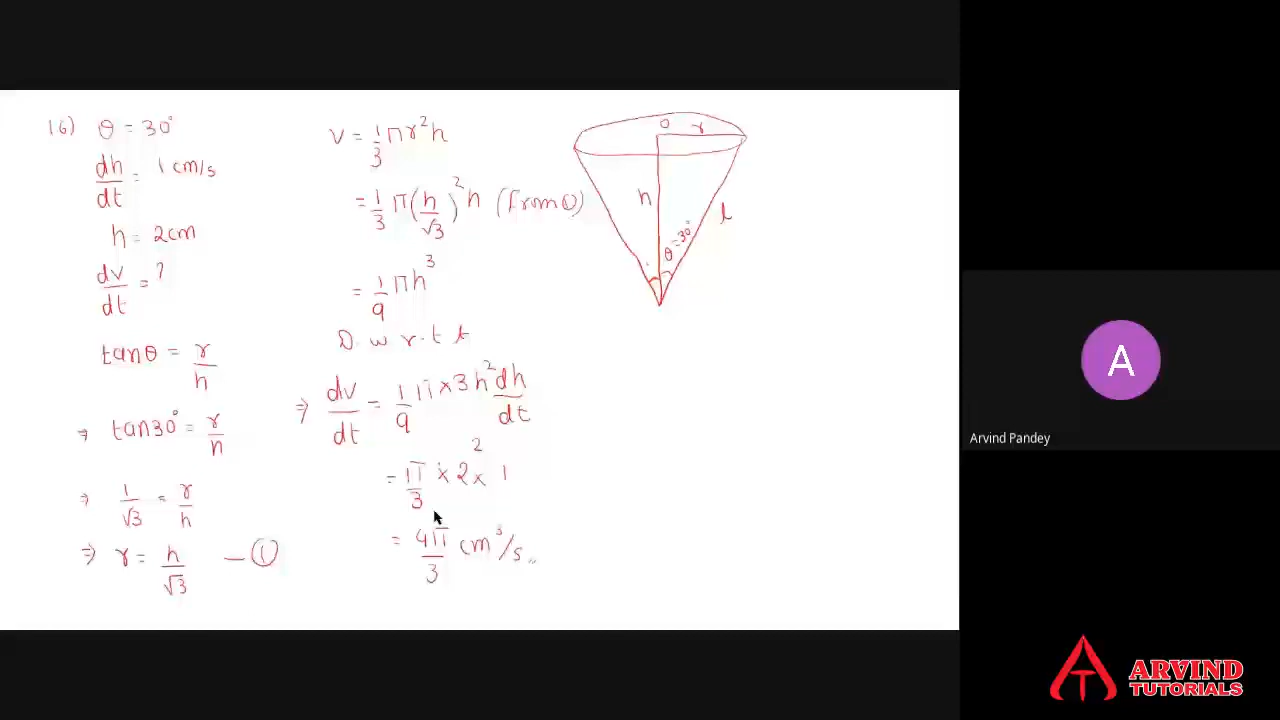 16) θ = 30°
dh/dt = 1 cm/s
h = 2cm
dv/dt = ?
tanθ = r/h
⇒ tan30° = r/h
⇒ 1/√3 = r/h
⇒ r = h/√3 — ①
V = 1/3 πr²h
= 1/3 π(h/√3)²h (from ①)
= 1/9 πh³
D. w r.t t
⇒ dv/dt = 1/9 π × 3h² dh/dt
= π/3 × 2² × 1
= 4π/3 cm³/s
O r
h
l
θ = 30°
A
Arvind Pandey
ARVIND
TUTORIALS